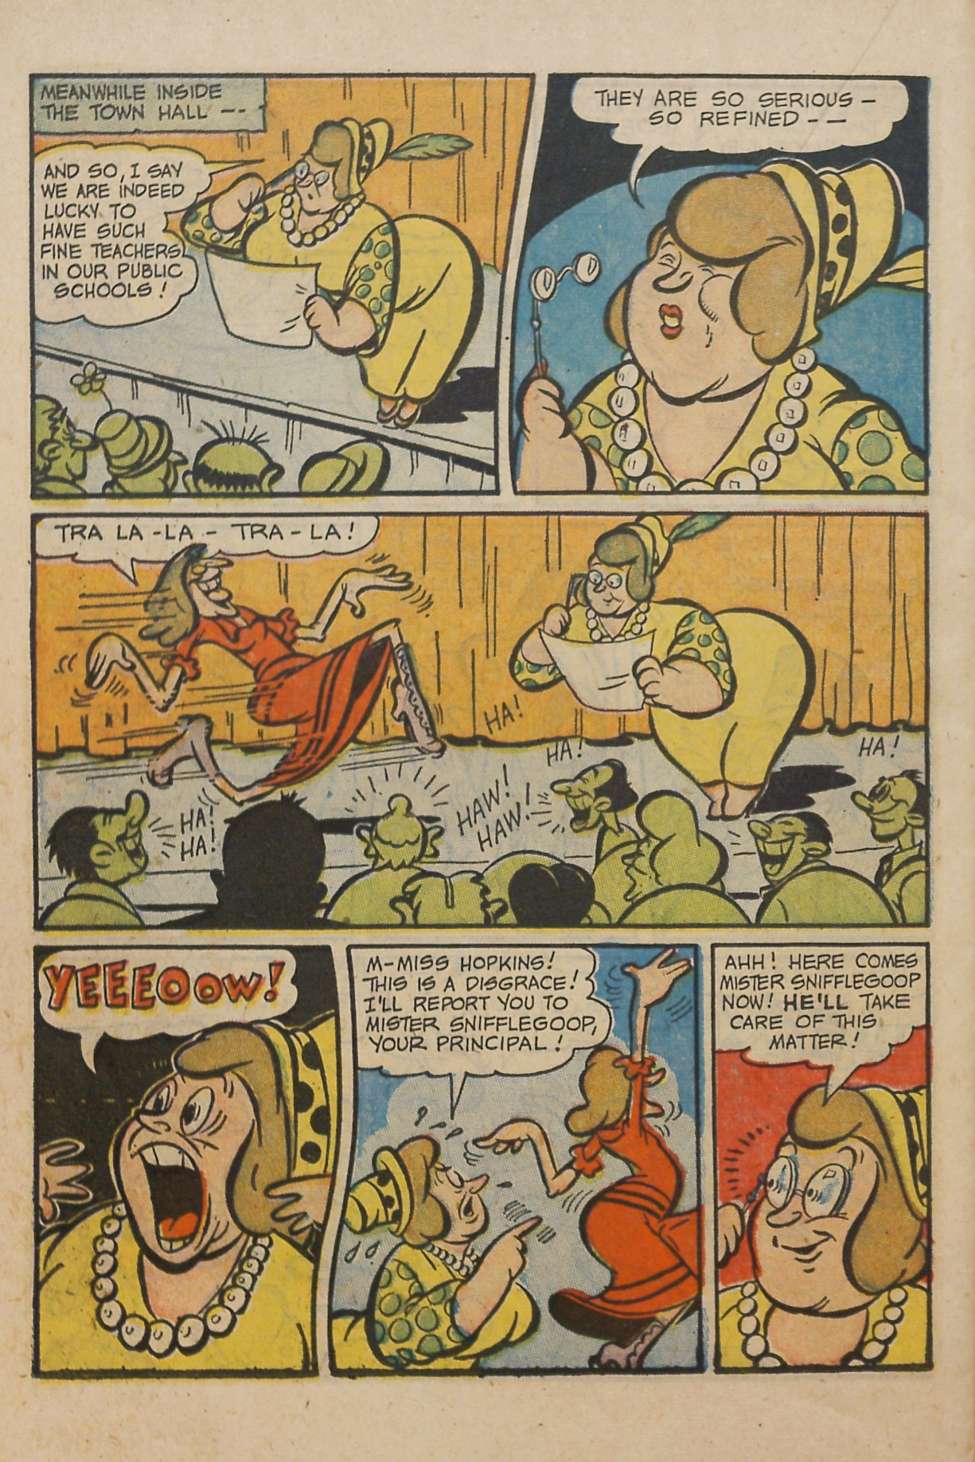 MEANWHILE INSIDE
THE TOWN HALL --
AND SO, I SAY
WE ARE INDEED
LUCKY TO
HAVE SUCH
FINE TEACHERS
IN OUR PUBLIC
SCHOOLS!
THEY ARE SO SERIOUS -
SO REFINED --
TRA LA-LA - TRA-LA!
HA!
HA!
HA!
HA!
HA!
HAW!
HAW!
YEEEOOW!
M-MISS HOPKINS!
THIS IS A DISGRACE!
I'LL REPORT YOU TO
MISTER SNIFFLEGOOP,
YOUR PRINCIPAL!
AHH! HERE COMES
MISTER SNIFFLEGOOP
NOW! HE'LL TAKE
CARE OF THIS
MATTER!